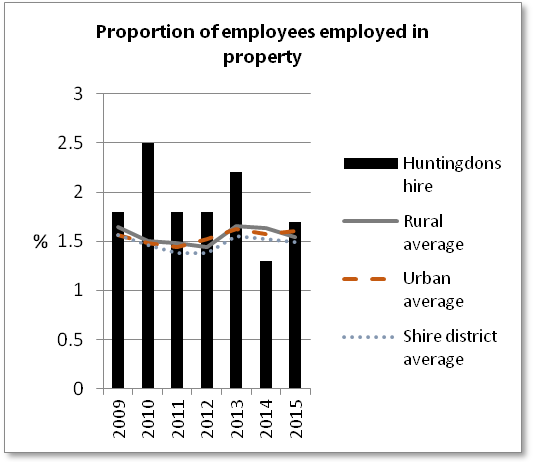 Proportion of employees employed in
property
3
2.5
2
1.5
1
0.5
0
%
2009
2010
2011
2012
2013
2014
2015
Huntingdons
hire
Rural
average
Urban
average
Shire district
average